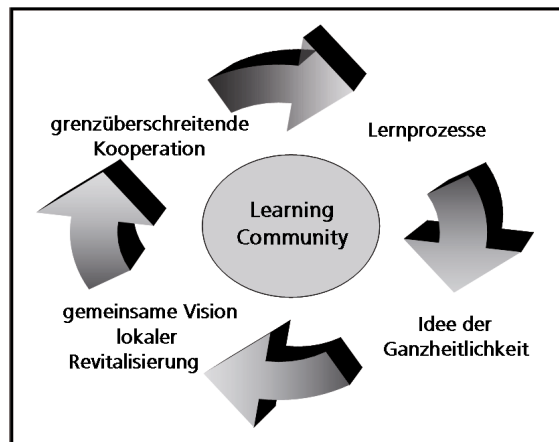 grenzüberschreitende
Kooperation
Lernprozesse
Learning
Community
gemeinsame Vision
lokaler
Revitalisierung
Idee der
Ganzheitlichkeit